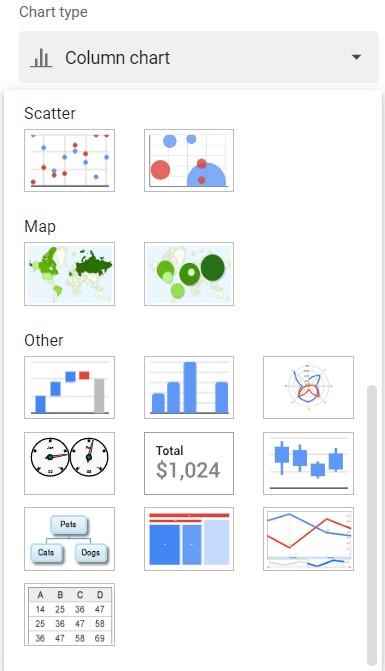 Chart type
Column chart
Scatter
Map
Other
Total
$1,024
Pets
Cats Dogs
A B C D
14 25 36 47
25 36 47 58
36 47 58 69